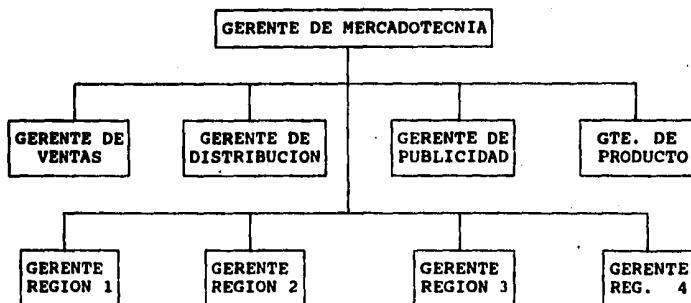 GERENTE DE MERCADOTECNIA
GERENTE DE
VENTAS
GERENTE DE
DISTRIBUCION
GERENTE DE
PUBLICIDAD
GTE. DE
PRODUCTO
GERENTE
REGION 1
GERENTE
REGION 2
GERENTE
REGION 3
GERENTE
REG. 4